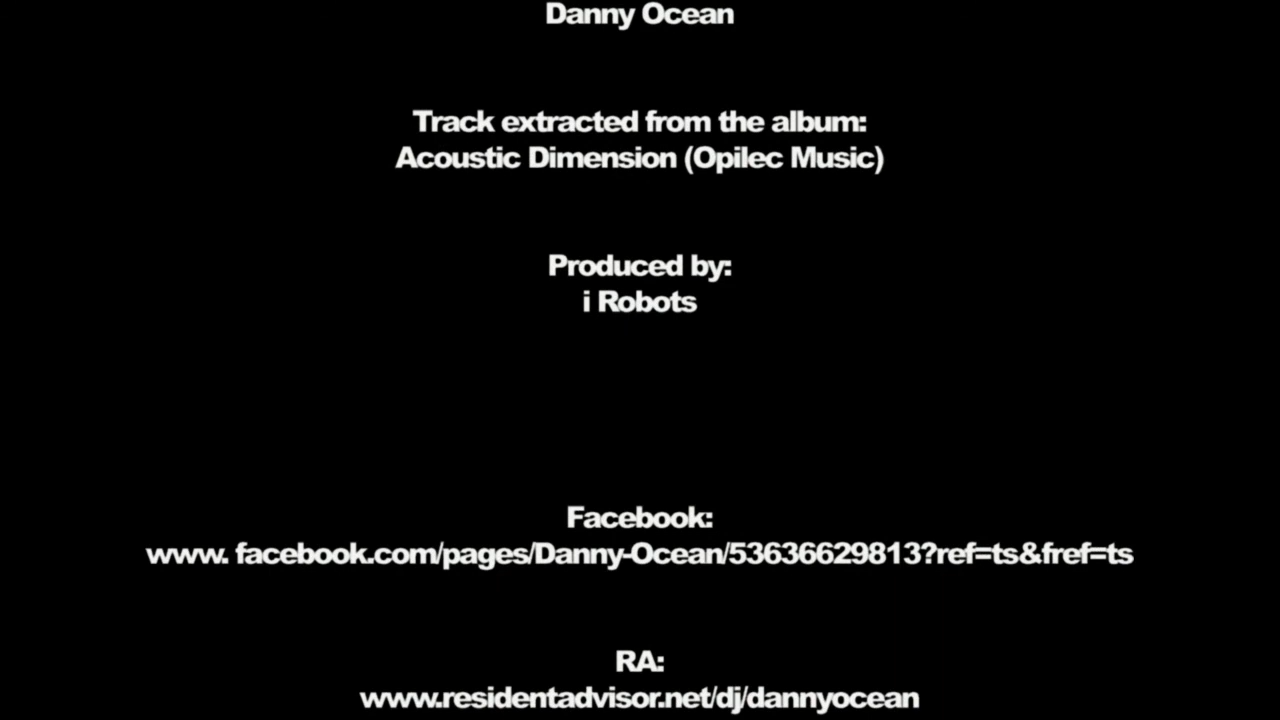 Danny Ocean
Track extracted from the album:
Acoustic Dimension (Opilec Music)
Produced by:
i Robots
Facebook:
www. facebook.com/pages/Danny-Ocean/53636629813?ref=ts&fref=ts
RA:
www.residentadvisor.net/dj/dannyocean